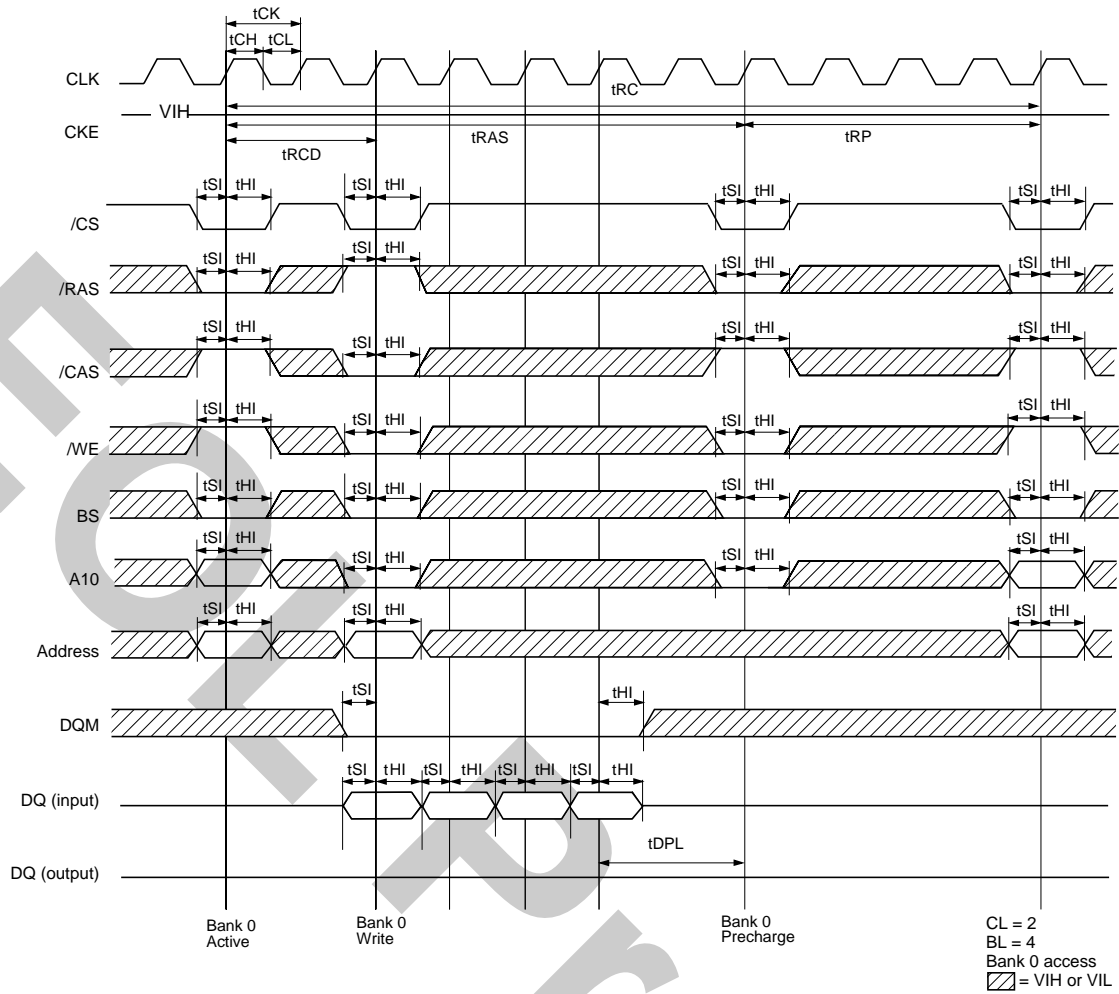 tCK
tCH tCL
CLK
tRC
VIH
CKE
tRAS tRP
tRCD
tSI tHI tSI tHI tSI tHI tSI tHI
/CS
tSI tHI tSI tHI tSI tHI tSI tHI
/RAS
tSI tHI tSI tHI tSI tHI tSI tHI
/CAS
tSI tHI tSI tHI tSI tHI tSI tHI
/WE
tSI tHI tSI tHI tSI tHI tSI tHI
BS
tSI tHI tSI tHI tSI tHI tSI tHI
A10
tSI tHI tSI tHI tSI tHI
Address
tSI tHI
DQM
tSI tHI tSI tHI tSI tHI tSI tHI
DQ (input)
tDPL
DQ (output)
Bank 0
Active
Bank 0
Write
Bank 0
Precharge
CL = 2
BL = 4
Bank 0 access
= VIH or VIL
EOL
Pr